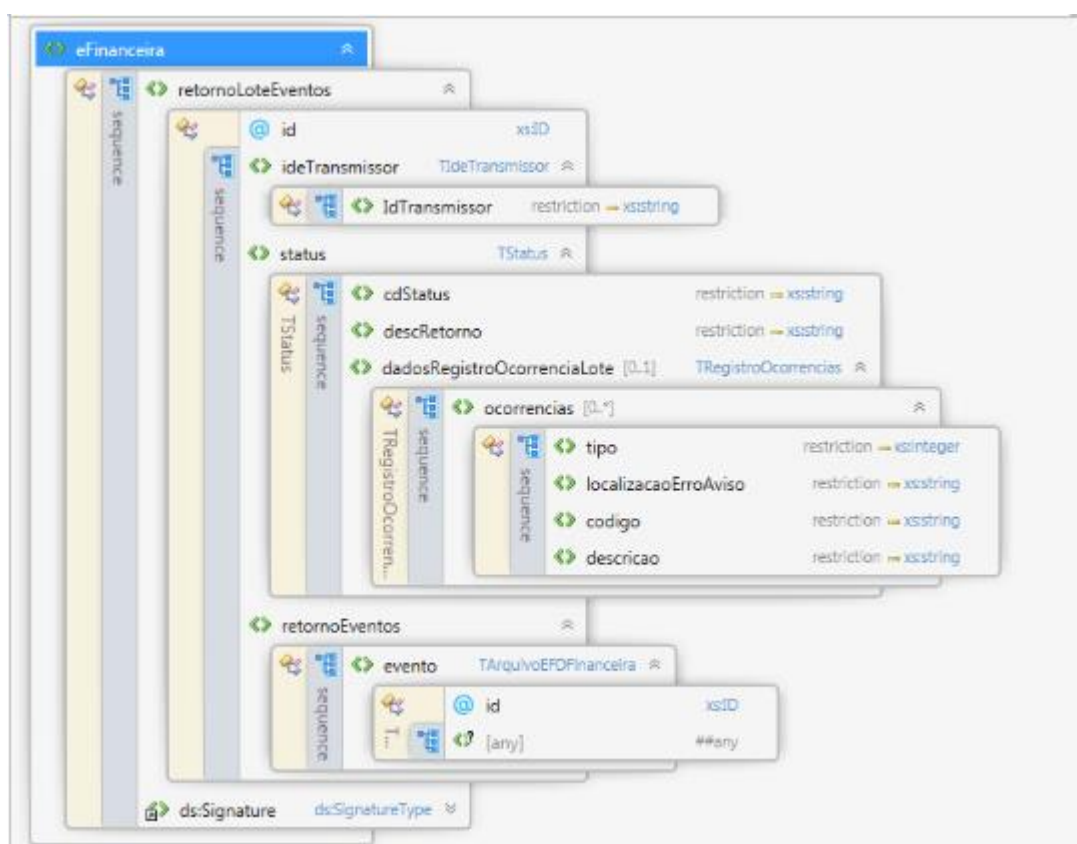 eFinanceira
sequence
retornoLoteEventos
sequence
@ id xs:ID
ideTransmissor TIdeTransmissor
IdTransmissor restriction xs:string
status TStatus
TStatus
sequence
cdStatus restriction xs:string
descRetorno restriction xs:string
dadosRegistroOcorrenciaLote [0..1] TRegistroOcorrencias
TRegistroOcorren...
sequence
ocorrencias [0..*]
sequence
tipo restriction xs:integer
localizacaoErroAviso restriction xs:string
codigo restriction xs:string
descricao restriction xs:string
retornoEventos
sequence
evento TArquivoEFDFinanceira
T...
@ id xs:ID
[any] ##any
ds:Signature ds:SignatureType